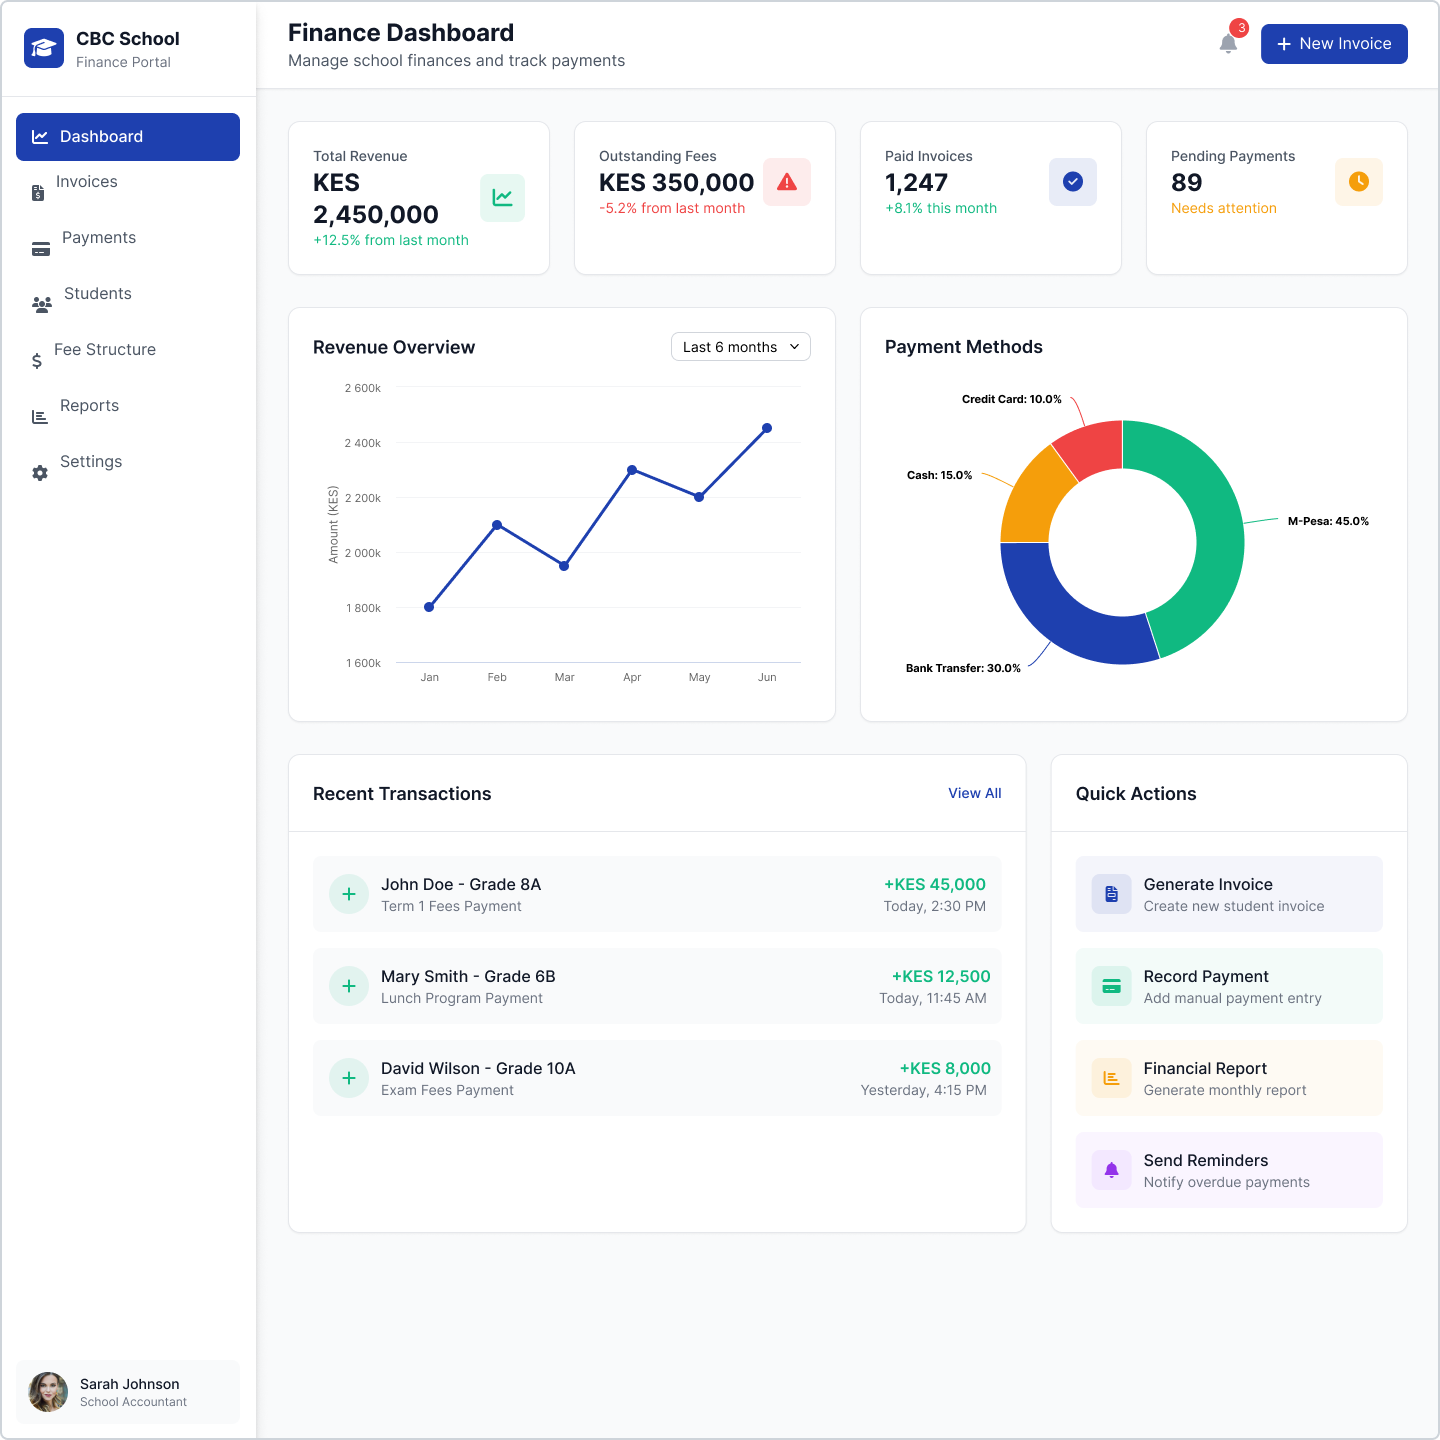 CBC School
Finance Portal
Dashboard
Invoices
Payments
Students
Fee Structure
Reports
Settings
Sarah Johnson
School Accountant
Finance Dashboard
Manage school finances and track payments
3
New Invoice
Total Revenue
KES
2,450,000
+12.5% from last month
Outstanding Fees
KES 350,000
-5.2% from last month
Paid Invoices
1,247
+8.1% this month
Pending Payments
89
Needs attention
Revenue Overview
Last 6 months
Amount (KES)
2 600k
2 400k
2 200k
2 000k
1 800k
1 600k
Jan
Feb
Mar
Apr
May
Jun
Payment Methods
Credit Card: 10.0%
Cash: 15.0%
M-Pesa: 45.0%
Bank Transfer: 30.0%
Recent Transactions
View All
John Doe - Grade 8A
Term 1 Fees Payment
+KES 45,000
Today, 2:30 PM
Mary Smith - Grade 6B
Lunch Program Payment
+KES 12,500
Today, 11:45 AM
David Wilson - Grade 10A
Exam Fees Payment
+KES 8,000
Yesterday, 4:15 PM
Quick Actions
Generate Invoice
Create new student invoice
Record Payment
Add manual payment entry
Financial Report
Generate monthly report
Send Reminders
Notify overdue payments